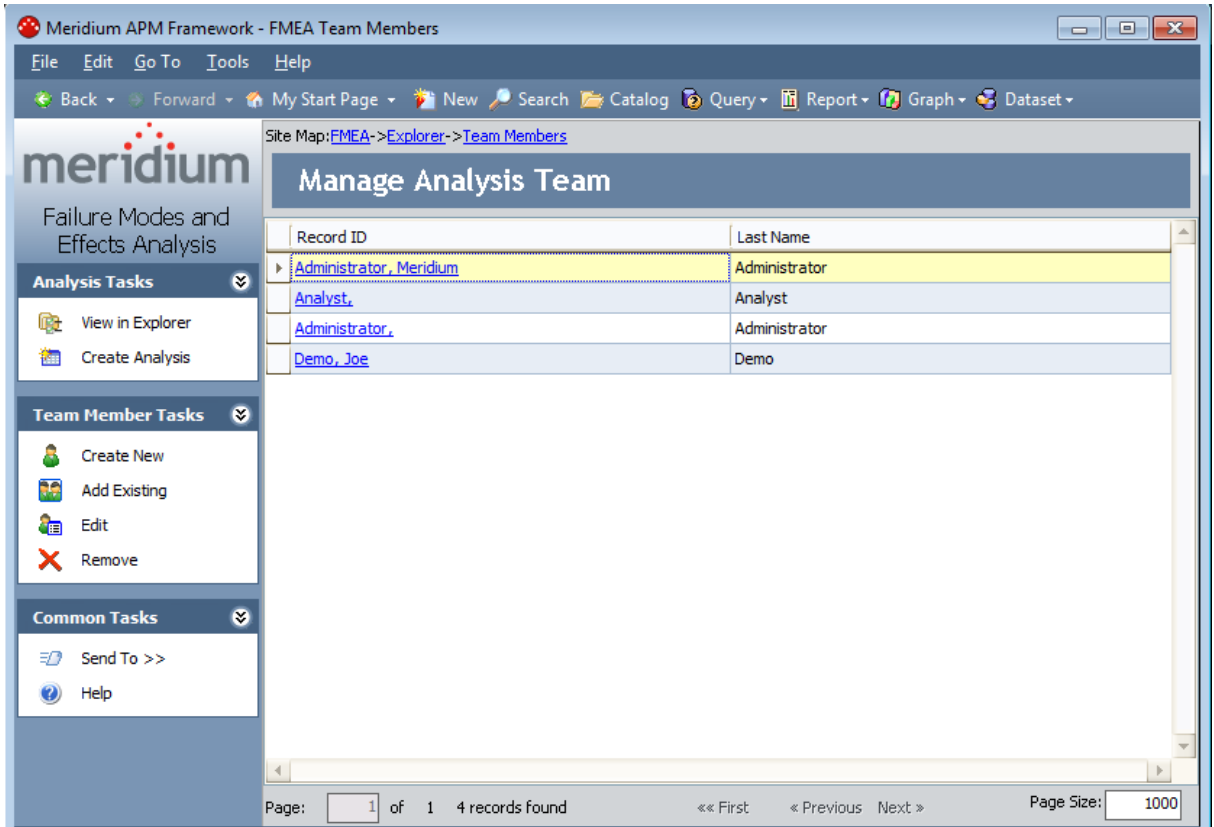 Meridium APM Framework - FMEA Team Members
File Edit Go To Tools Help
Back Forward My Start Page New Search Catalog Query Report Graph Dataset
meridium
Failure Modes and
Effects Analysis
Analysis Tasks
View in Explorer
Create Analysis
Team Member Tasks
Create New
Add Existing
Edit
Remove
Common Tasks
Send To >>
Help
Site Map:FMEA->Explorer->Team Members
Manage Analysis Team
Record ID Last Name
Administrator, Meridium Administrator
Analyst, Analyst
Administrator, Administrator
Demo, Joe Demo
Page: 1 of 1 4 records found «« First « Previous Next » Page Size: 1000